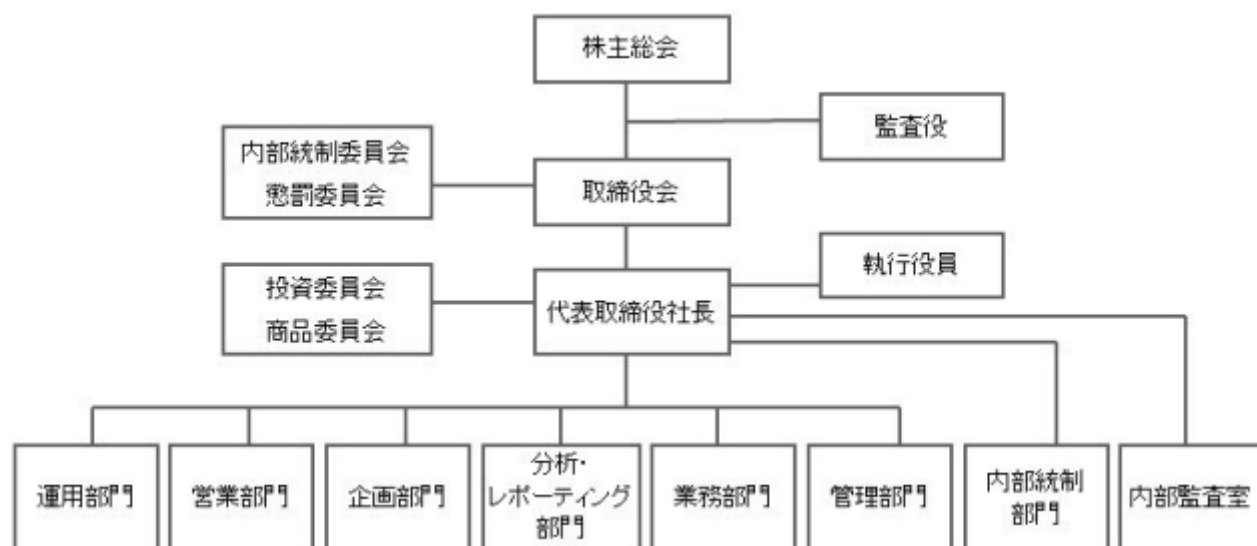 株主総会
監査役
内部統制委員会
懲罰委員会
取締役会
執行役員
投資委員会
商品委員会
代表取締役社長
運用部門
営業部門
企画部門
分析・
レポーティング
部門
業務部門
管理部門
内部統制
部門
内部監査室